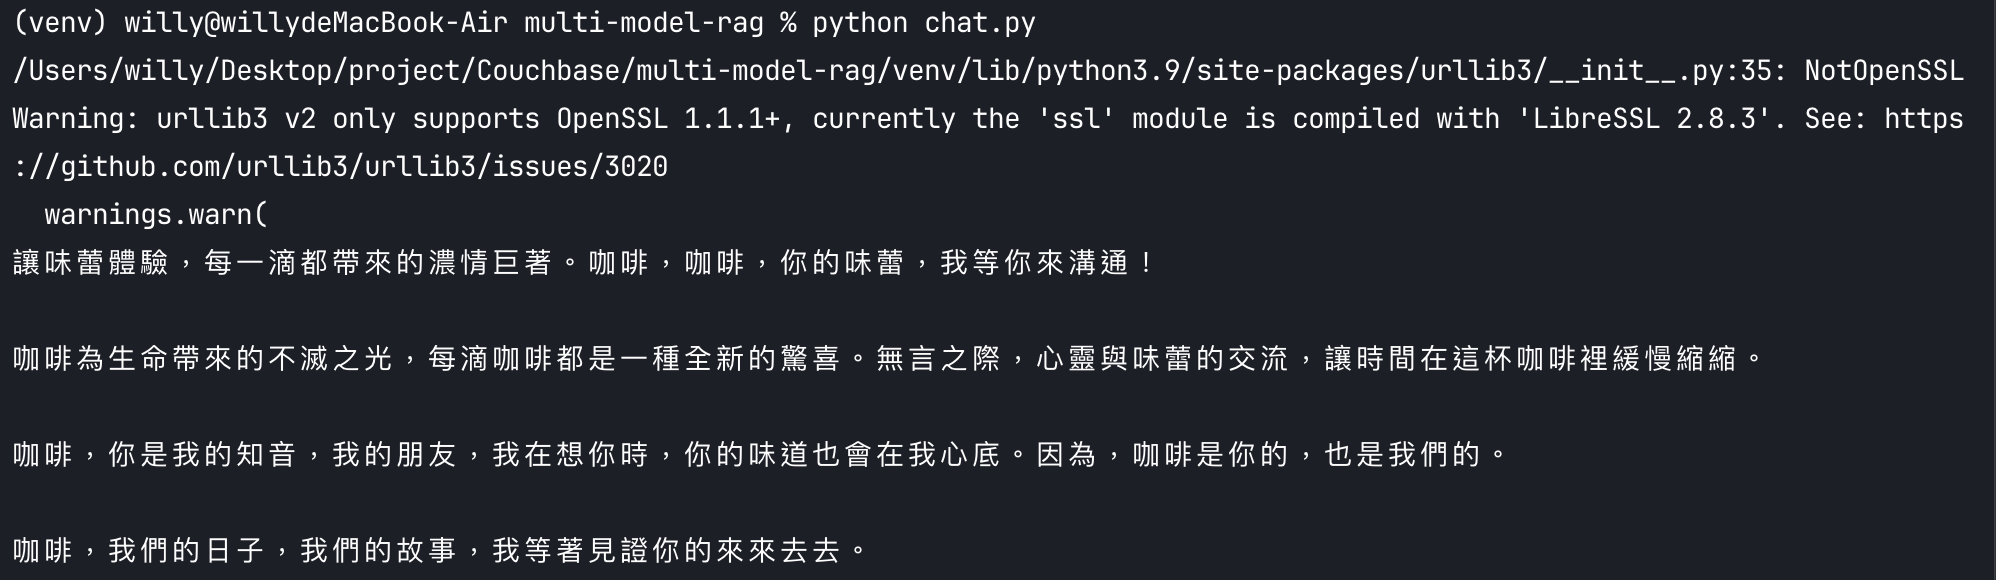 (venv) willy@willydeMacBook-Air multi-model-rag % python chat.py
/Users/willy/Desktop/project/Couchbase/multi-model-rag/venv/lib/python3.9/site-packages/urllib3/__init__.py:35: NotOpenSSL
Warning: urllib3 v2 only supports OpenSSL 1.1.1+, currently the 'ssl' module is compiled with 'LibreSSL 2.8.3'. See: https
://github.com/urllib3/urllib3/issues/3020
  warnings.warn(
讓味蕾體驗，每一滴都帶來的濃情巨著。咖啡，咖啡，你的味蕾，我等你來溝通！
咖啡為生命帶來的不滅之光，每滴咖啡都是一種全新的驚喜。無言之際，心靈與味蕾的交流，讓時間在這杯咖啡裡緩慢縮縮。
咖啡，你是我的知音，我的朋友，我在想你時，你的味道也會在我心底。因為，咖啡是你的，也是我們的。
咖啡，我們的日子，我們的故事，我等著見證你的來來去去。